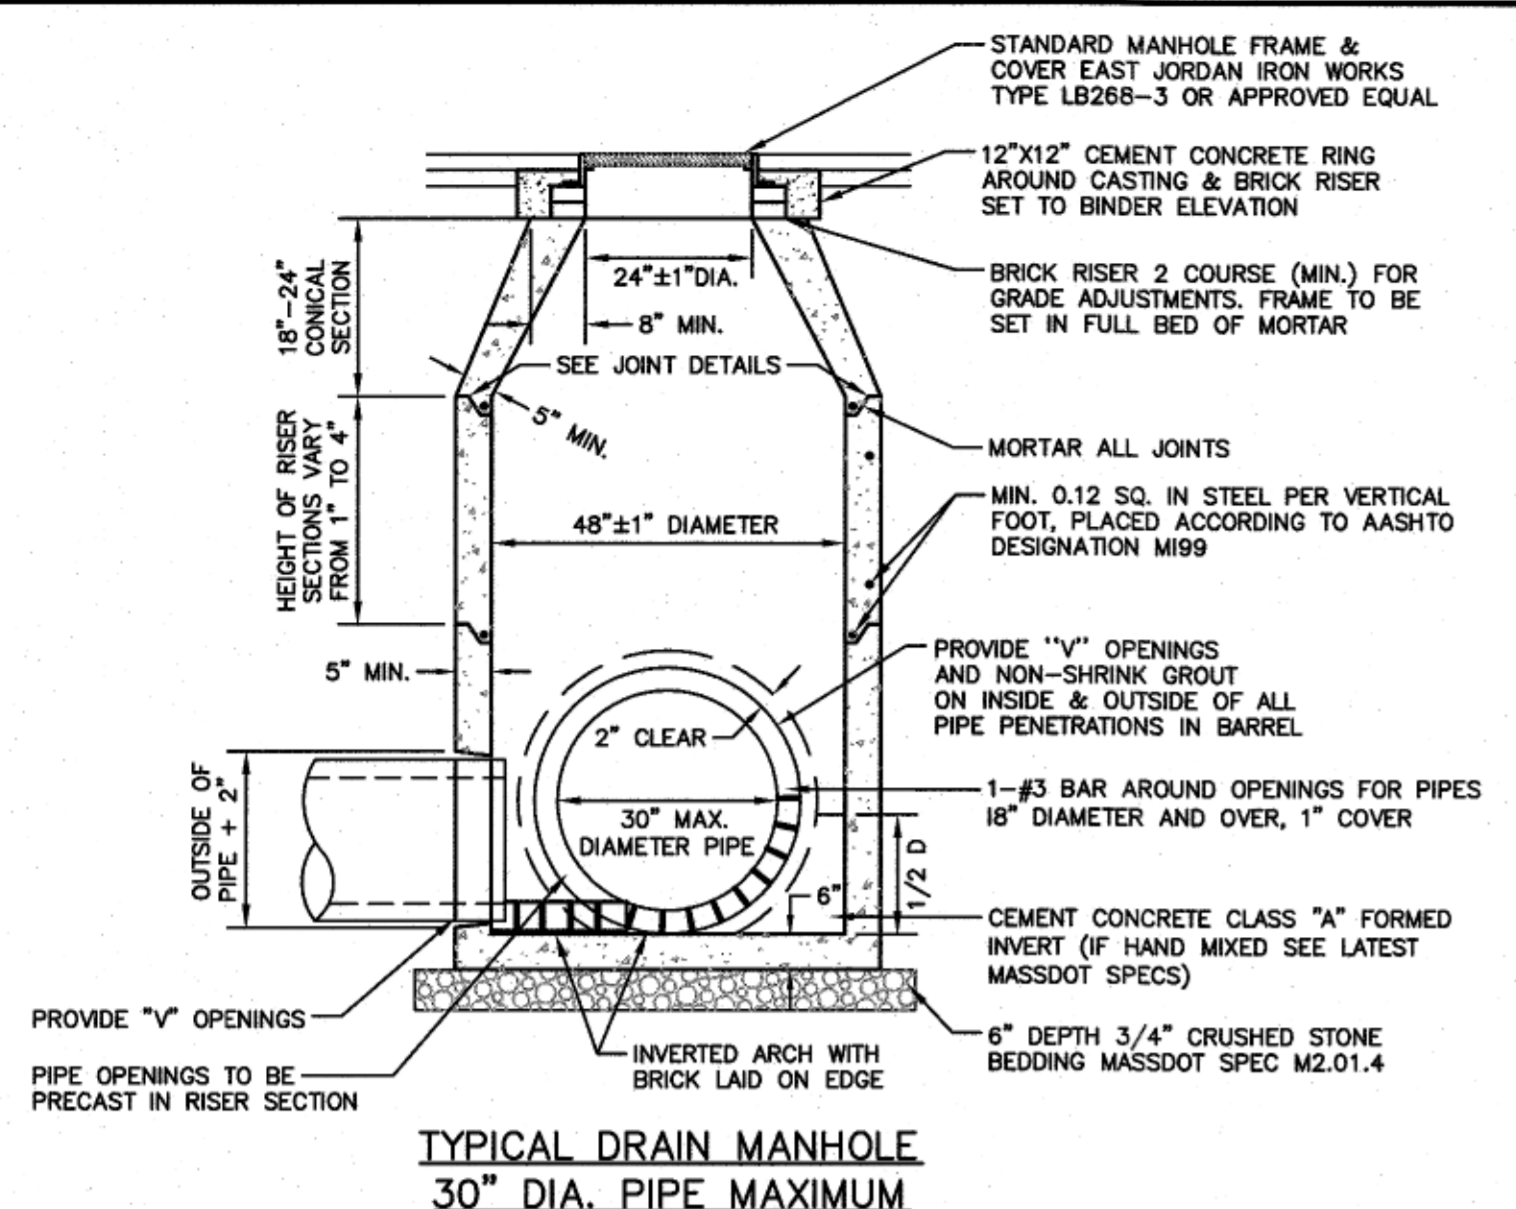 STANDARD MANHOLE FRAME &
COVER EAST JORDAN IRON WORKS
TYPE LB268-3 OR APPROVED EQUAL
12"X12" CEMENT CONCRETE RING
AROUND CASTING & BRICK RISER
SET TO BINDER ELEVATION
24"±1"DIA.
18"-24"
CONICAL
SECTION
BRICK RISER 2 COURSE (MIN.) FOR
GRADE ADJUSTMENTS. FRAME TO BE
SET IN FULL BED OF MORTAR
8" MIN.
SEE JOINT DETAILS
5" MIN.
HEIGHT OF RISER
SECTIONS VARY
FROM 1" TO 4"
MORTAR ALL JOINTS
48"±1" DIAMETER
MIN. 0.12 SQ. IN STEEL PER VERTICAL
FOOT, PLACED ACCORDING TO AASHTO
DESIGNATION MI99
5" MIN.
PROVIDE "V" OPENINGS
AND NON-SHRINK GROUT
ON INSIDE & OUTSIDE OF ALL
PIPE PENETRATIONS IN BARREL
2" CLEAR
OUTSIDE OF
PIPE + 2"
30" MAX.
DIAMETER PIPE
1-#3 BAR AROUND OPENINGS FOR PIPES
I8" DIAMETER AND OVER, 1" COVER
1/2 D
6"
CEMENT CONCRETE CLASS "A" FORMED
INVERT (IF HAND MIXED SEE LATEST
MASSDOT SPECS)
PROVIDE "V" OPENINGS
6" DEPTH 3/4" CRUSHED STONE
BEDDING MASSDOT SPEC M2.01.4
INVERTED ARCH WITH
BRICK LAID ON EDGE
PIPE OPENINGS TO BE
PRECAST IN RISER SECTION
TYPICAL DRAIN MANHOLE
30" DIA. PIPE MAXIMUM